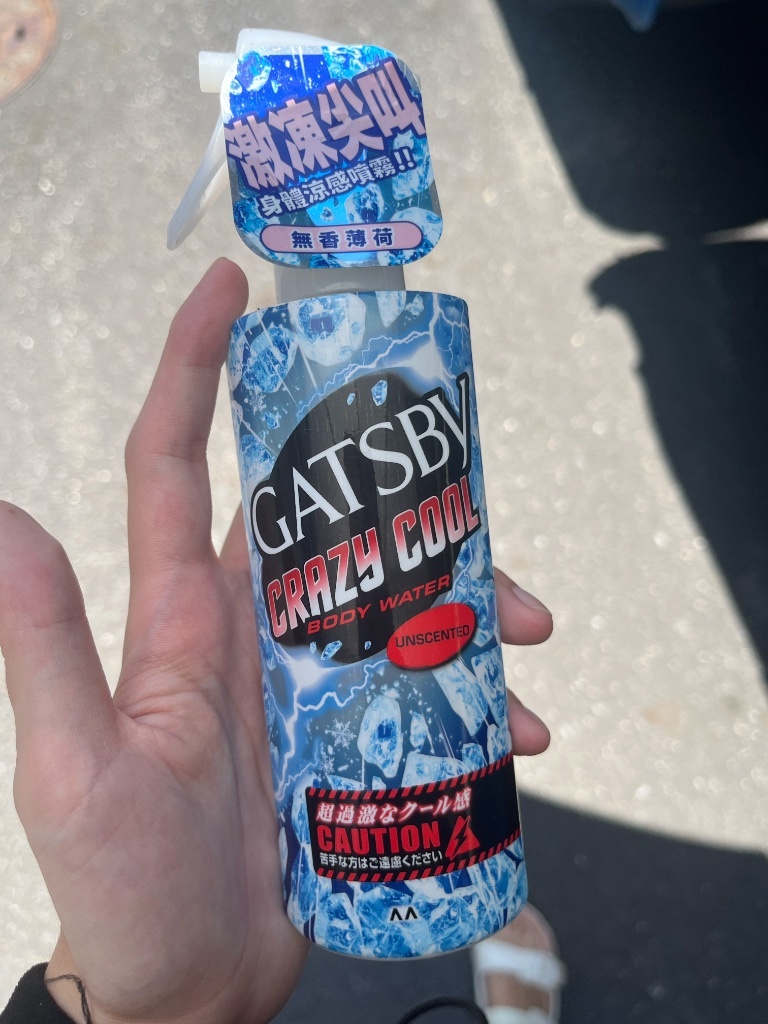 激凍尖叫
身體涼感噴霧!!
無香薄荷
GATSBY
CRAZY COOL
BODY WATER
UNSCENTED
超過激なクール感
CAUTION
苦手な方はご遠慮ください